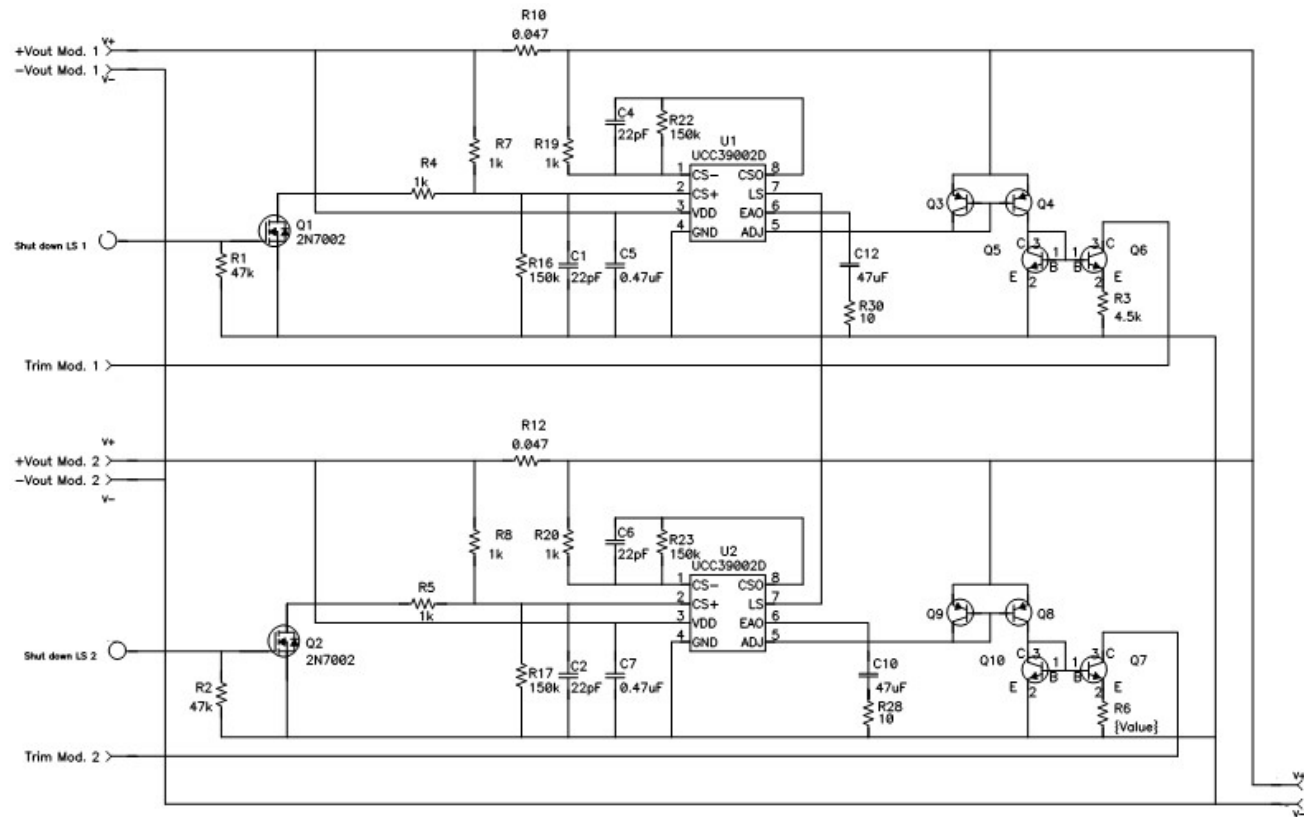 R10
0.047
V+
+Vout Mod. 1
-Vout Mod. 1
V-
C4
22pF
R22
150k
R7
1k
R19
1k
U1
UCC39002D
R4
1k
1 CS- CSO 8
2 CS+ LS 7
3 VDD EAO 6
4 GND ADJ 5
Q3
Q4
Q1
2N7002
Shut down LS 1
R1
47k
R16
150k
C1
22pF
C5
0.47uF
C12
47uF
R30
10
Q5
C 3
1
B
E
2
Q6
3 C
1
B
E
2
R3
4.5k
Trim Mod. 1
R12
0.047
V+
+Vout Mod. 2
-Vout Mod. 2
V-
R8
1k
R20
1k
C6
22pF
R23
150k
U2
UCC39002D
R5
1k
1 CS- CSO 8
2 CS+ LS 7
3 VDD EAO 6
4 GND ADJ 5
Q9
Q8
Q2
2N7002
Shut down LS 2
R2
47k
R17
150k
C2
22pF
C7
0.47uF
C10
47uF
R28
10
Q10
C 3
1
B
E
2
Q7
3 C
1
B
E
2
R6
{Value}
Trim Mod. 2
V+
V-